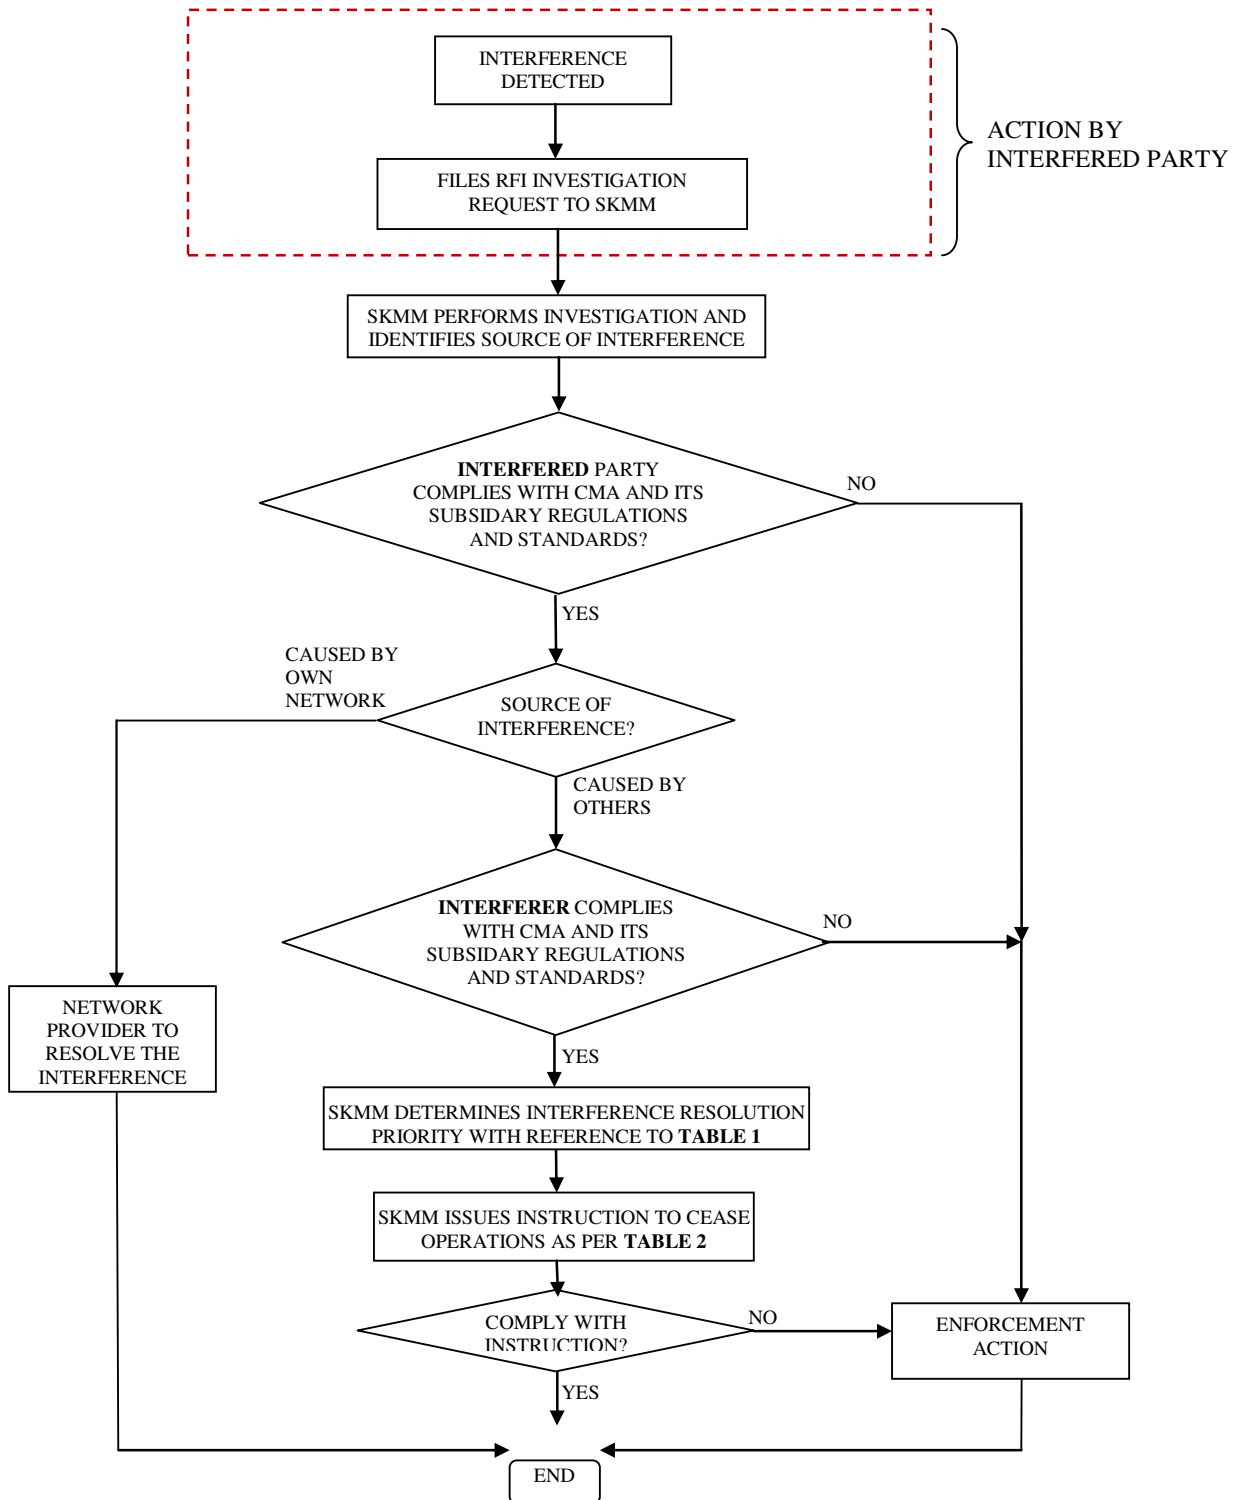 INTERFERENCE
DETECTED
ACTION BY
INTERFERED PARTY
FILES RFI INVESTIGATION
REQUEST TO SKMM
SKMM PERFORMS INVESTIGATION AND
IDENTIFIES SOURCE OF INTERFERENCE
INTERFERED PARTY
COMPLIES WITH CMA AND ITS
SUBSIDARY REGULATIONS
AND STANDARDS?
NO
YES
CAUSED BY
OWN
NETWORK
SOURCE OF
INTERFERENCE?
CAUSED BY
OTHERS
INTERFERER COMPLIES
WITH CMA AND ITS
SUBSIDARY REGULATIONS
AND STANDARDS?
NO
NETWORK
PROVIDER TO
RESOLVE THE
INTERFERENCE
YES
SKMM DETERMINES INTERFERENCE RESOLUTION
PRIORITY WITH REFERENCE TO TABLE 1
SKMM ISSUES INSTRUCTION TO CEASE
OPERATIONS AS PER TABLE 2
COMPLY WITH
INSTRUCTION?
NO
ENFORCEMENT
ACTION
YES
END